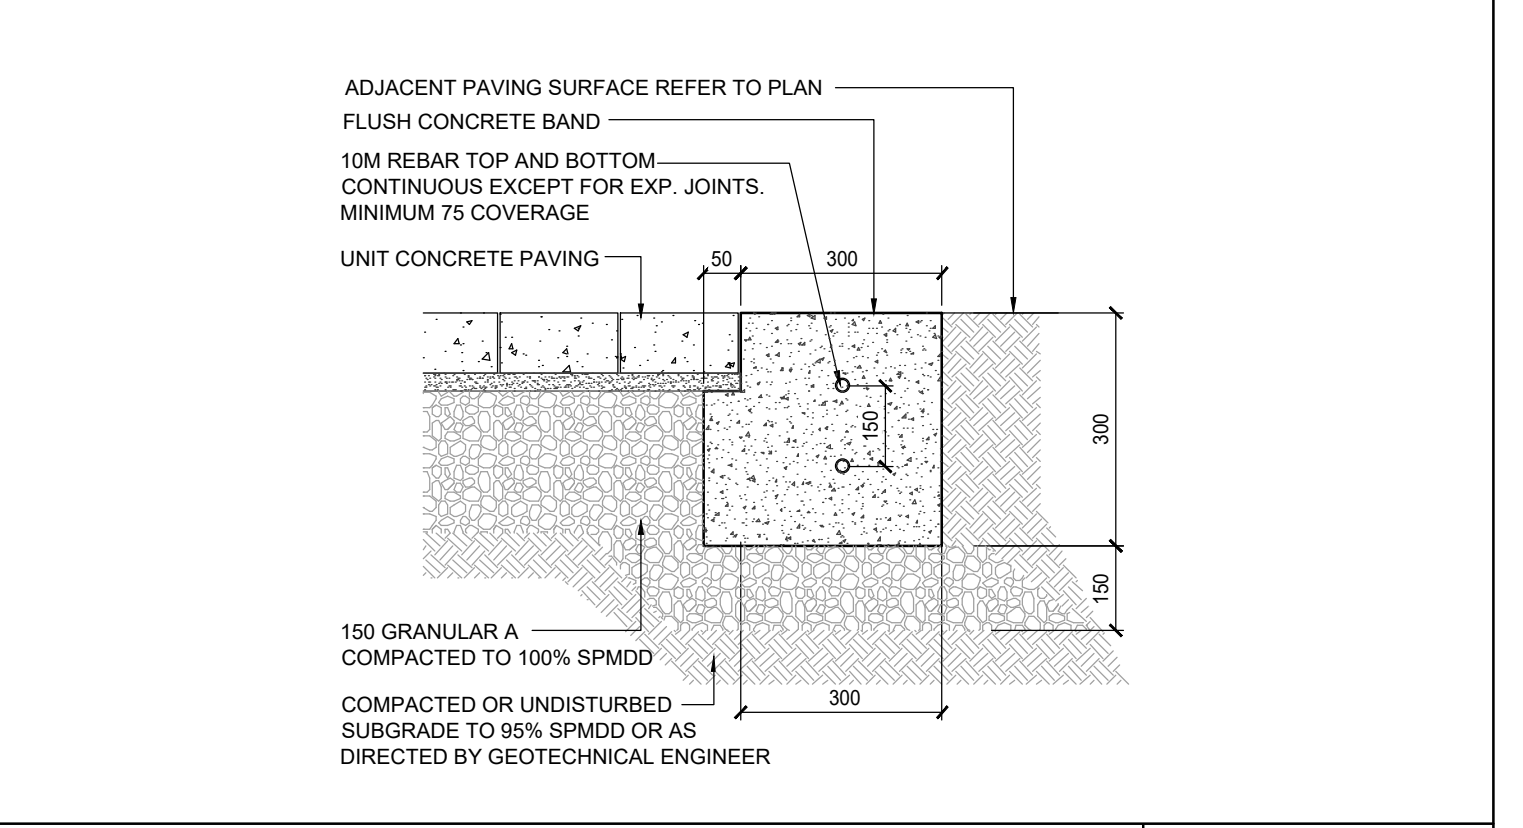 ADJACENT PAVING SURFACE REFER TO PLAN
FLUSH CONCRETE BAND
10M REBAR TOP AND BOTTOM
CONTINUOUS EXCEPT FOR EXP. JOINTS.
MINIMUM 75 COVERAGE
UNIT CONCRETE PAVING
50
300
150
300
150
150 GRANULAR A
COMPACTED TO 100% SPMDD
COMPACTED OR UNDISTURBED
SUBGRADE TO 95% SPMDD OR AS
DIRECTED BY GEOTECHNICAL ENGINEER
300